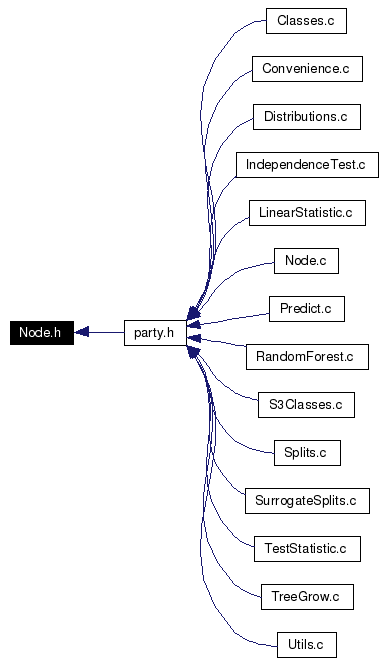 Classes.c
Convenience.c
Distributions.c
IndependenceTest.c
LinearStatistic.c
Node.c
Predict.c
Node.h
party.h
RandomForest.c
S3Classes.c
Splits.c
SurrogateSplits.c
TestStatistic.c
TreeGrow.c
Utils.c